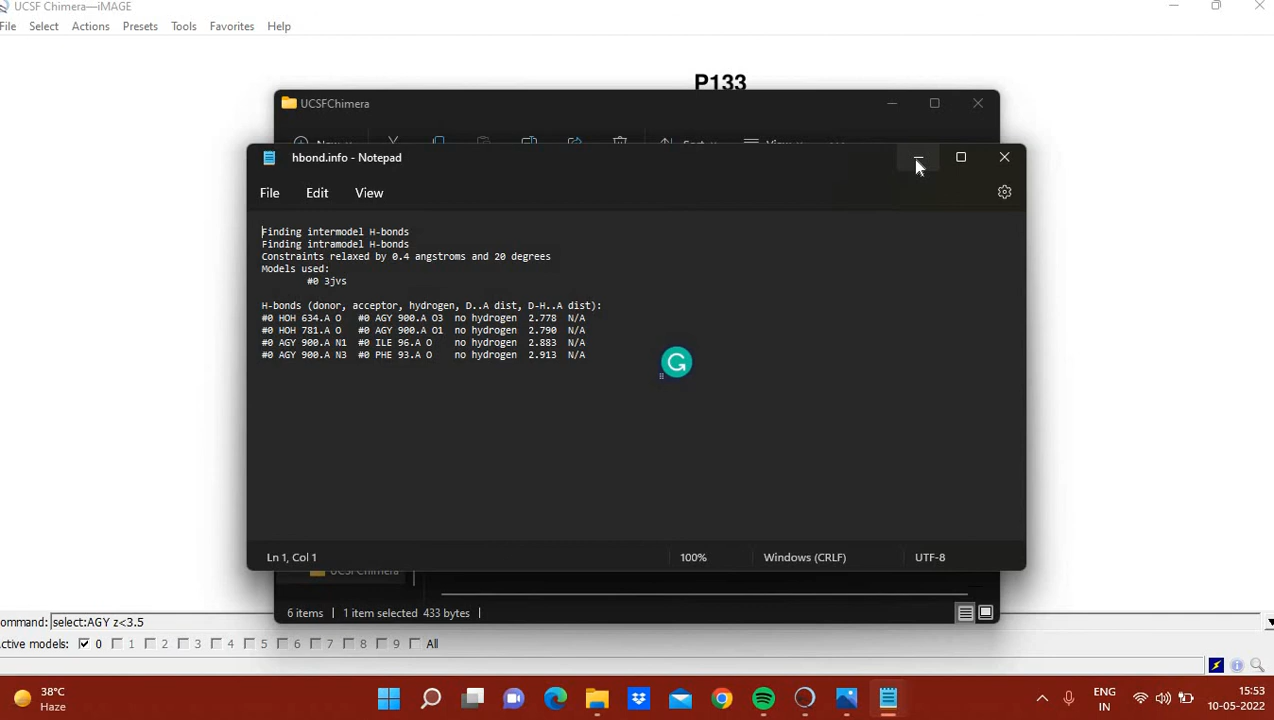 UCSF Chimera—iMAGE
File Select Actions Presets Tools Favorites Help
P133
UCSFChimera
hbond.info - Notepad
File Edit View
Finding intermodel H-bonds
Finding intramodel H-bonds
Constraints relaxed by 0.4 angstroms and 20 degrees
Models used:
#0 3jvs
H-bonds (donor, acceptor, hydrogen, D..A dist, D-H..A dist):
#0 HOH 634.A O #0 AGY 900.A O3 no hydrogen 2.778 N/A
#0 HOH 781.A O #0 AGY 900.A O1 no hydrogen 2.790 N/A
#0 AGY 900.A N1 #0 ILE 96.A O no hydrogen 2.883 N/A
#0 AGY 900.A N3 #0 PHE 93.A O no hydrogen 2.913 N/A
Ln 1, Col 1 100% Windows (CRLF) UTF-8
UCSFChimera
6 items 1 item selected 433 bytes
ommand: select:AGY z<3.5
ctive models: 0 1 2 3 4 5 6 7 8 9 All
38°C
Haze
ENG
IN
15:53
10-05-2022